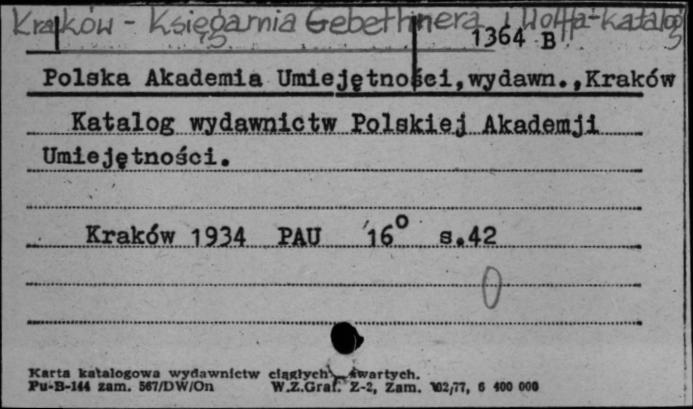 Kraków - Księgarnia Gebethnera i Wolffa-katalog
1364 B
Polska Akademia Umiejętności,wydawn.,Kraków
Katalog wydawnictw Polskiej Akademji
Umiejętności.
Kraków 1934 PAU 16° s.42
0
Karta katalogowa wydawnictw ciągłych zwartych.
Pu-B-144 zam. 567/DW/On W.Z.Graf. Z-2, Zam. 102/77, 6 400 000